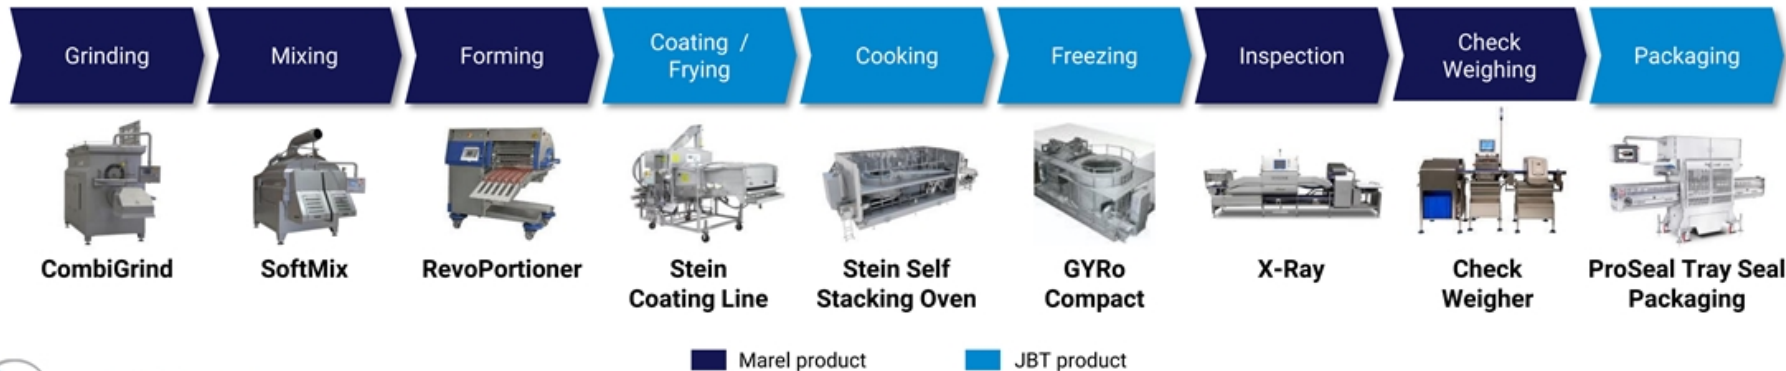 Grinding
Mixing
Forming
Coating /
Frying
Cooking
Freezing
Inspection
Check
Weighing
Packaging
CombiGrind
SoftMix
RevoPortioner
Stein
Coating Line
Stein Self
Stacking Oven
GYRo
Compact
X-Ray
Check
Weigher
ProSeal Tray Seal
Packaging
Marel product
JBT product